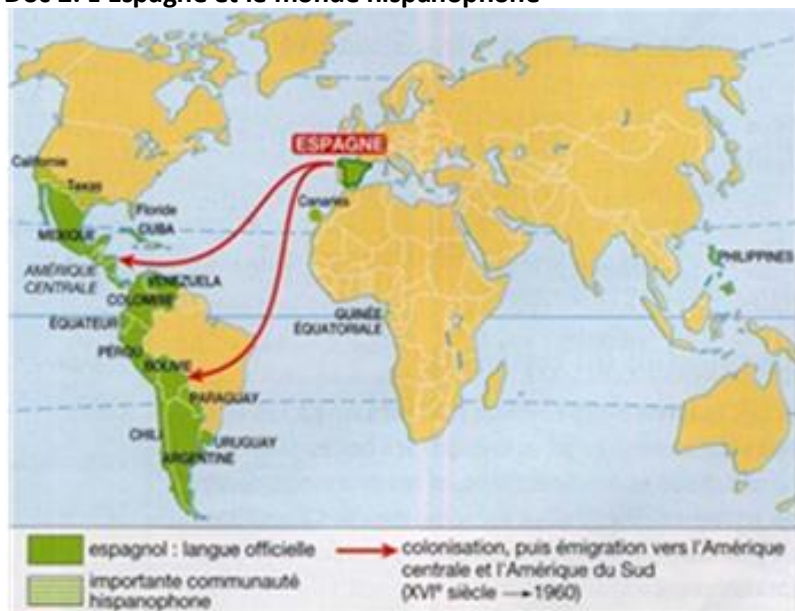 Doc 2: L'Espagne et le monde hispanophone
ESPAGNE
Californie
Texas
Floride
Canaries
MEXIQUE
CUBA
AMÉRIQUE
CENTRALE
VENEZUELA
COLOMBIE
PHILIPPINES
GUINÉE
ÉQUATORIALE
ÉQUATEUR
PÉROU
BOLIVIE
PARAGUAY
CHILI
URUGUAY
ARGENTINE
espagnol : langue officielle
importante communauté
hispanophone
colonisation, puis émigration vers l'Amérique
centrale et l'Amérique du Sud
(XVIe siècle → 1960)